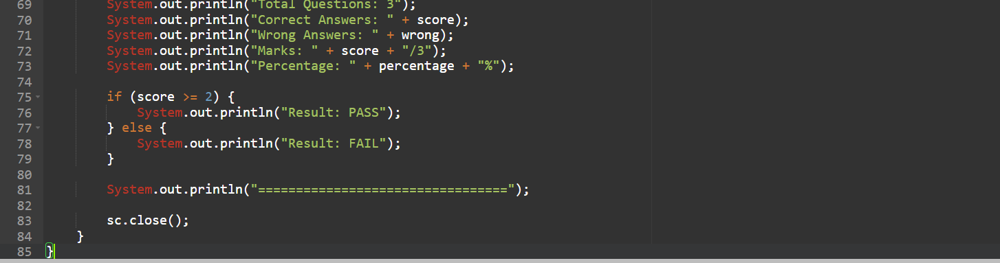 69 System.out.println("Total Questions: 3");
70 System.out.println("Correct Answers: " + score);
71 System.out.println("Wrong Answers: " + wrong);
72 System.out.println("Marks: " + score + "/3");
73 System.out.println("Percentage: " + percentage + "%");
74
75 if (score >= 2) {
76 System.out.println("Result: PASS");
77 } else {
78 System.out.println("Result: FAIL");
79 }
80
81 System.out.println("=================================");
82
83 sc.close();
84 }
85 }